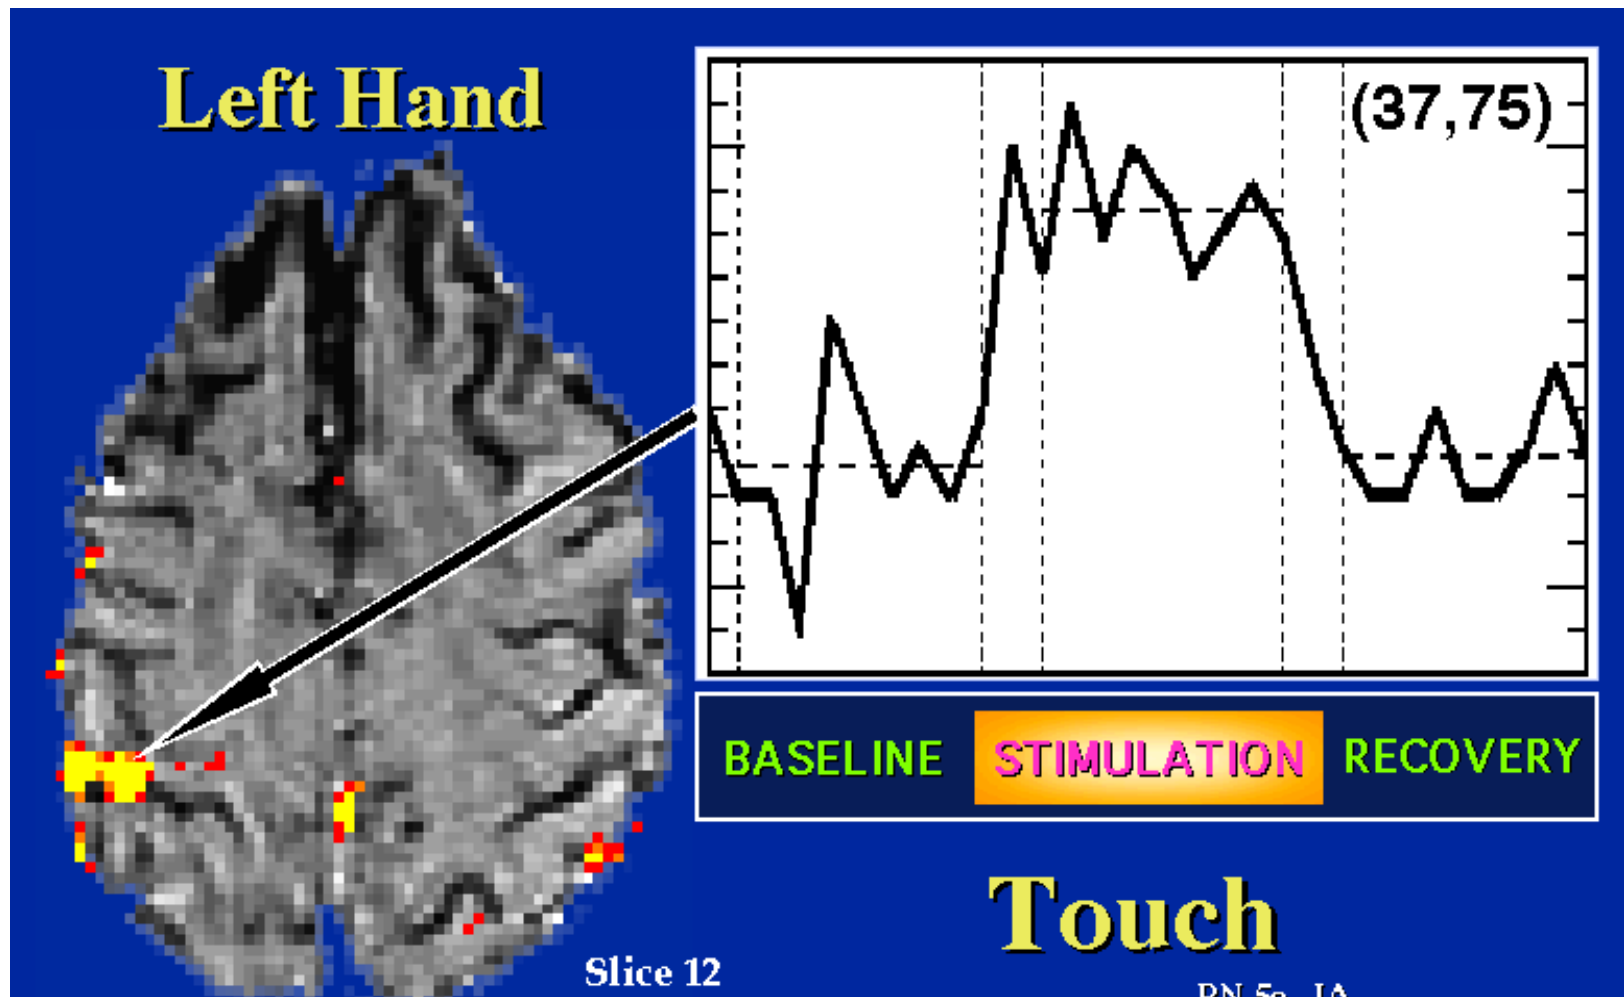 Left Hand
(37,75)
BASELINE STIMULATION RECOVERY
Touch
Slice 12